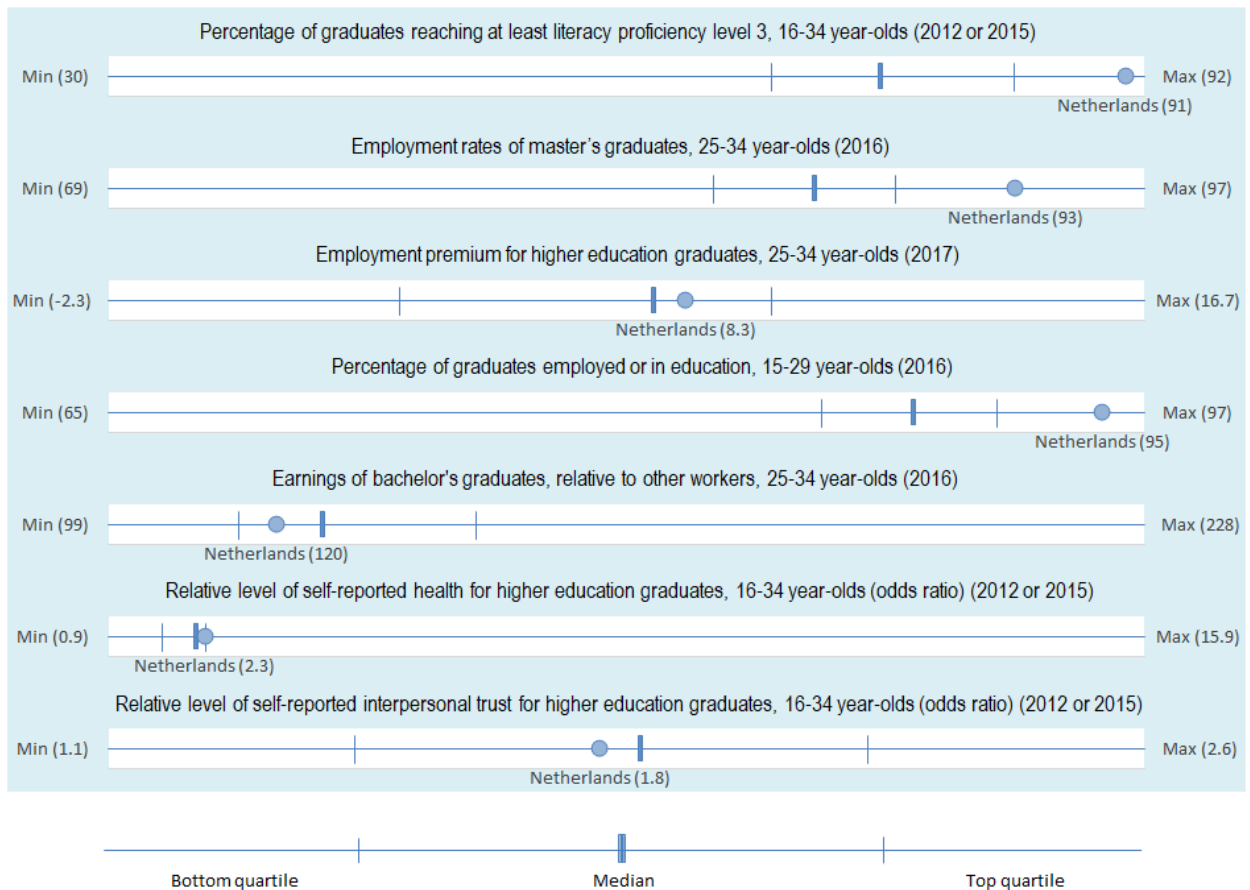 Percentage of graduates reaching at least literacy proficiency level 3, 16-34 year-olds (2012 or 2015)
Min (30)
Max (92)
Netherlands (91)
Employment rates of master’s graduates, 25-34 year-olds (2016)
Min (69)
Max (97)
Netherlands (93)
Employment premium for higher education graduates, 25-34 year-olds (2017)
Min (-2.3)
Max (16.7)
Netherlands (8.3)
Percentage of graduates employed or in education, 15-29 year-olds (2016)
Min (65)
Max (97)
Netherlands (95)
Earnings of bachelor's graduates, relative to other workers, 25-34 year-olds (2016)
Min (99)
Max (228)
Netherlands (120)
Relative level of self-reported health for higher education graduates, 16-34 year-olds (odds ratio) (2012 or 2015)
Min (0.9)
Max (15.9)
Netherlands (2.3)
Relative level of self-reported interpersonal trust for higher education graduates, 16-34 year-olds (odds ratio) (2012 or 2015)
Min (1.1)
Max (2.6)
Netherlands (1.8)
Bottom quartile
Median
Top quartile